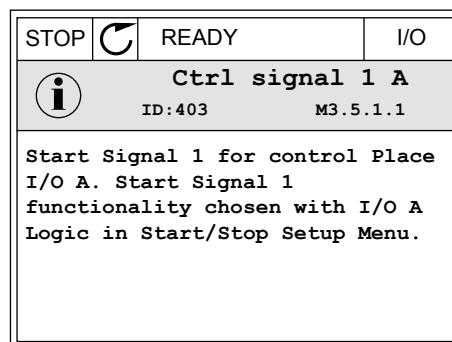 STOP READY I/O
Ctrl signal 1 A
ID:403 M3.5.1.1
Start Signal 1 for control Place
I/O A. Start Signal 1
functionality chosen with I/O A
Logic in Start/Stop Setup Menu.